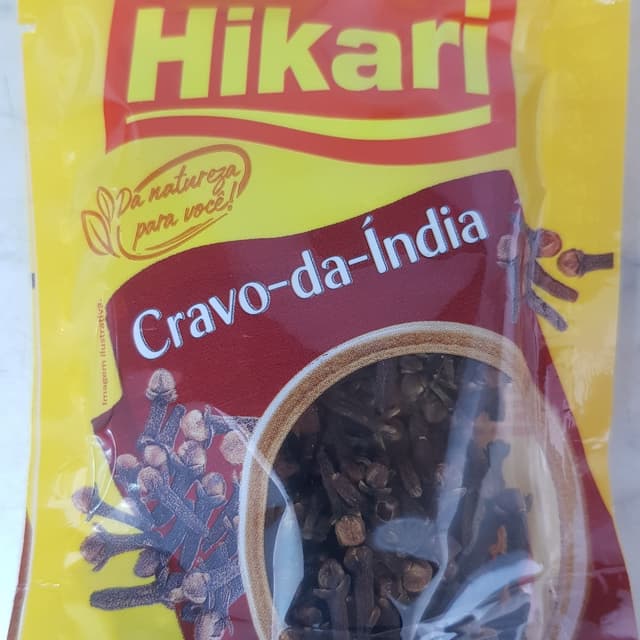 Hikari
Da natureza
para você!
Cravo-da-Índia
Imagem ilustrativa.